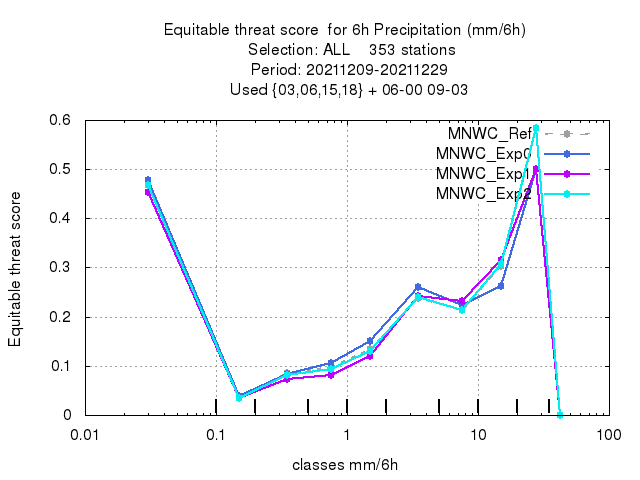 Equitable threat score  for 6h Precipitation (mm/6h)
Selection: ALL    353 stations
Period: 20211209-20211229
Used {03,06,15,18} + 06-00 09-03
MNWC_Ref
MNWC_Exp0
MNWC_Exp1
MNWC_Exp2
Equitable threat score
0.6
0.5
0.4
0.3
0.2
0.1
0
0.01
0.1
1
10
100
classes mm/6h